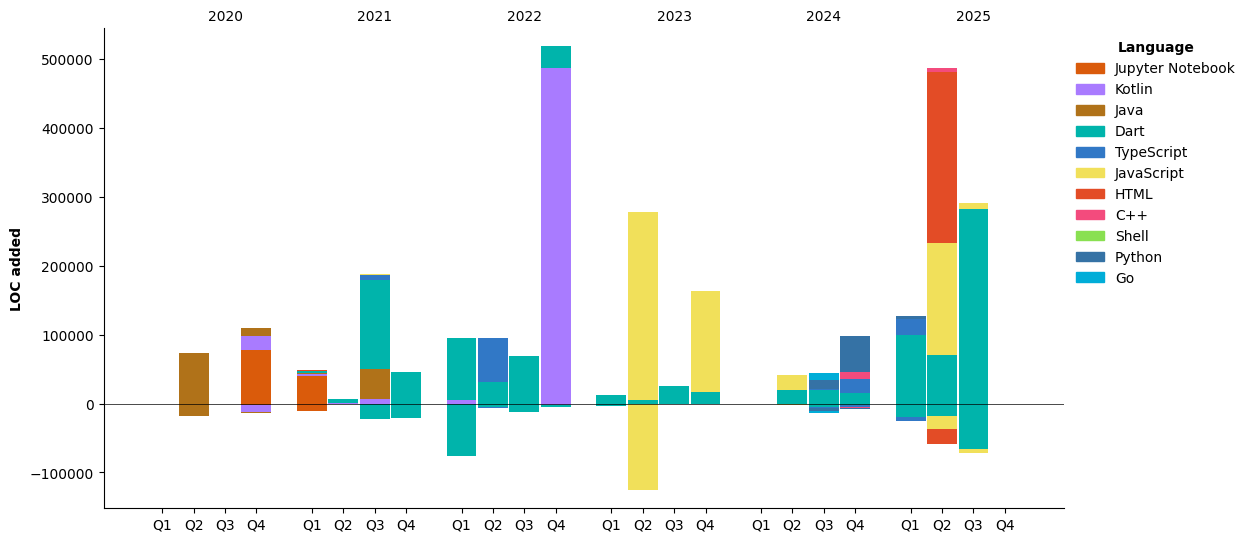 2020 2021 2022 2023 2024 2025
Language
Jupyter Notebook
Kotlin
Java
Dart
TypeScript
JavaScript
HTML
C++
Shell
Python
Go
LOC added
500000
400000
300000
200000
100000
0
−100000
Q1 Q2 Q3 Q4 Q1 Q2 Q3 Q4 Q1 Q2 Q3 Q4 Q1 Q2 Q3 Q4 Q1 Q2 Q3 Q4 Q1 Q2 Q3 Q4